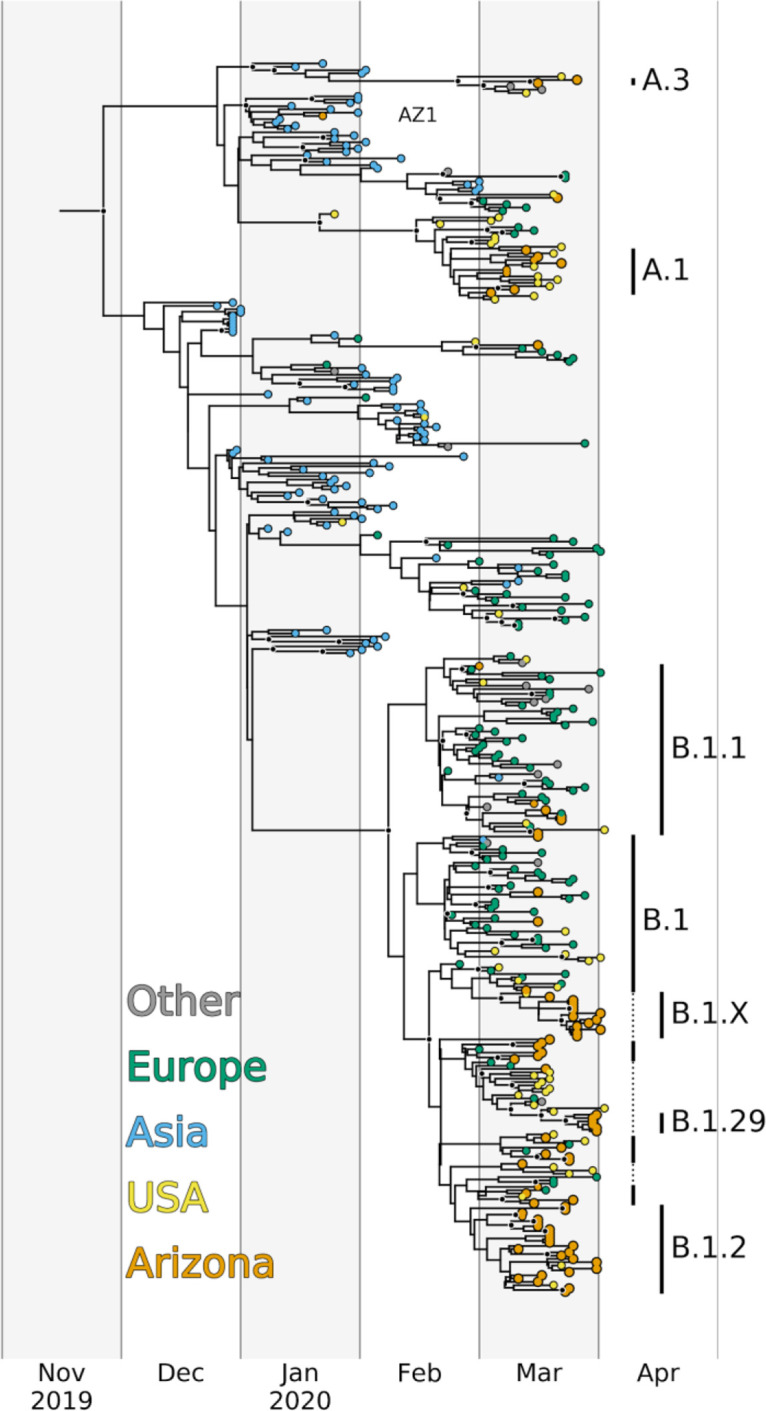 A.3
AZ1
A.1
B.1.1
B.1
Other
B.1.X
Europe
Asia
B.1.29
USA
B.1.2
Arizona
Nov Dec Jan Feb Mar Apr
2019 2020